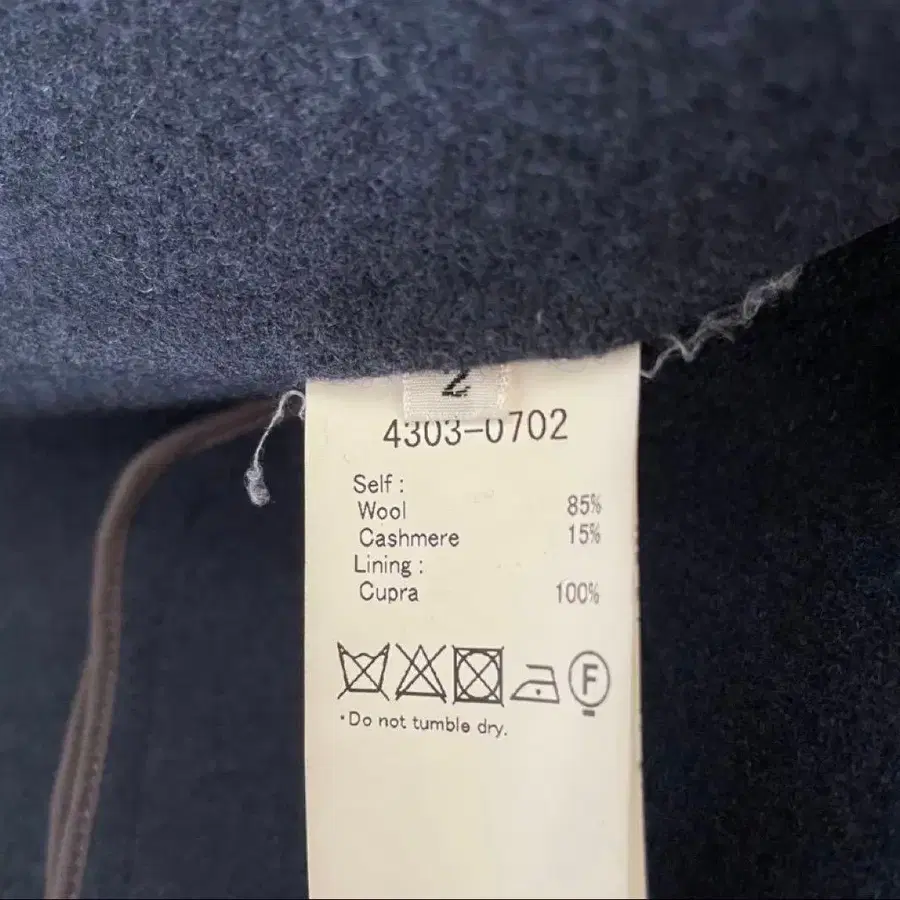 2
4303-0702
Self :
Wool 85%
Cashmere 15%
Lining :
Cupra 100%
F
·Do not tumble dry.